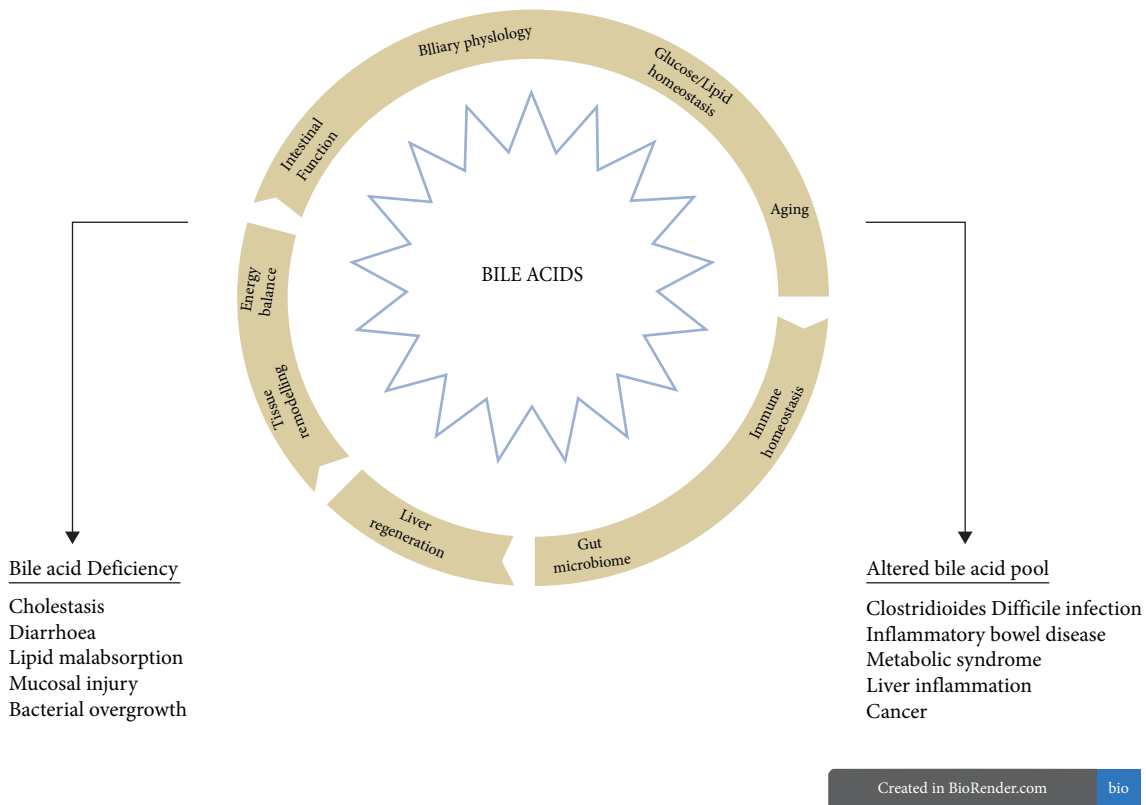 Blliary physlology
Glucose/Lipid
homeostasis
Intestinal
Function
Aging
BILE ACIDS
Energy
balance
Tissue
remodelling
Immune
homeostasis
Liver
regeneration
Gut
microbiome
Bile acid Deficiency
Cholestasis
Diarrhoea
Lipid malabsorption
Mucosal injury
Bacterial overgrowth
Altered bile acid pool
Clostridioides Difficile infection
Inflammatory bowel disease
Metabolic syndrome
Liver inflammation
Cancer
Created in BioRender.com
bio